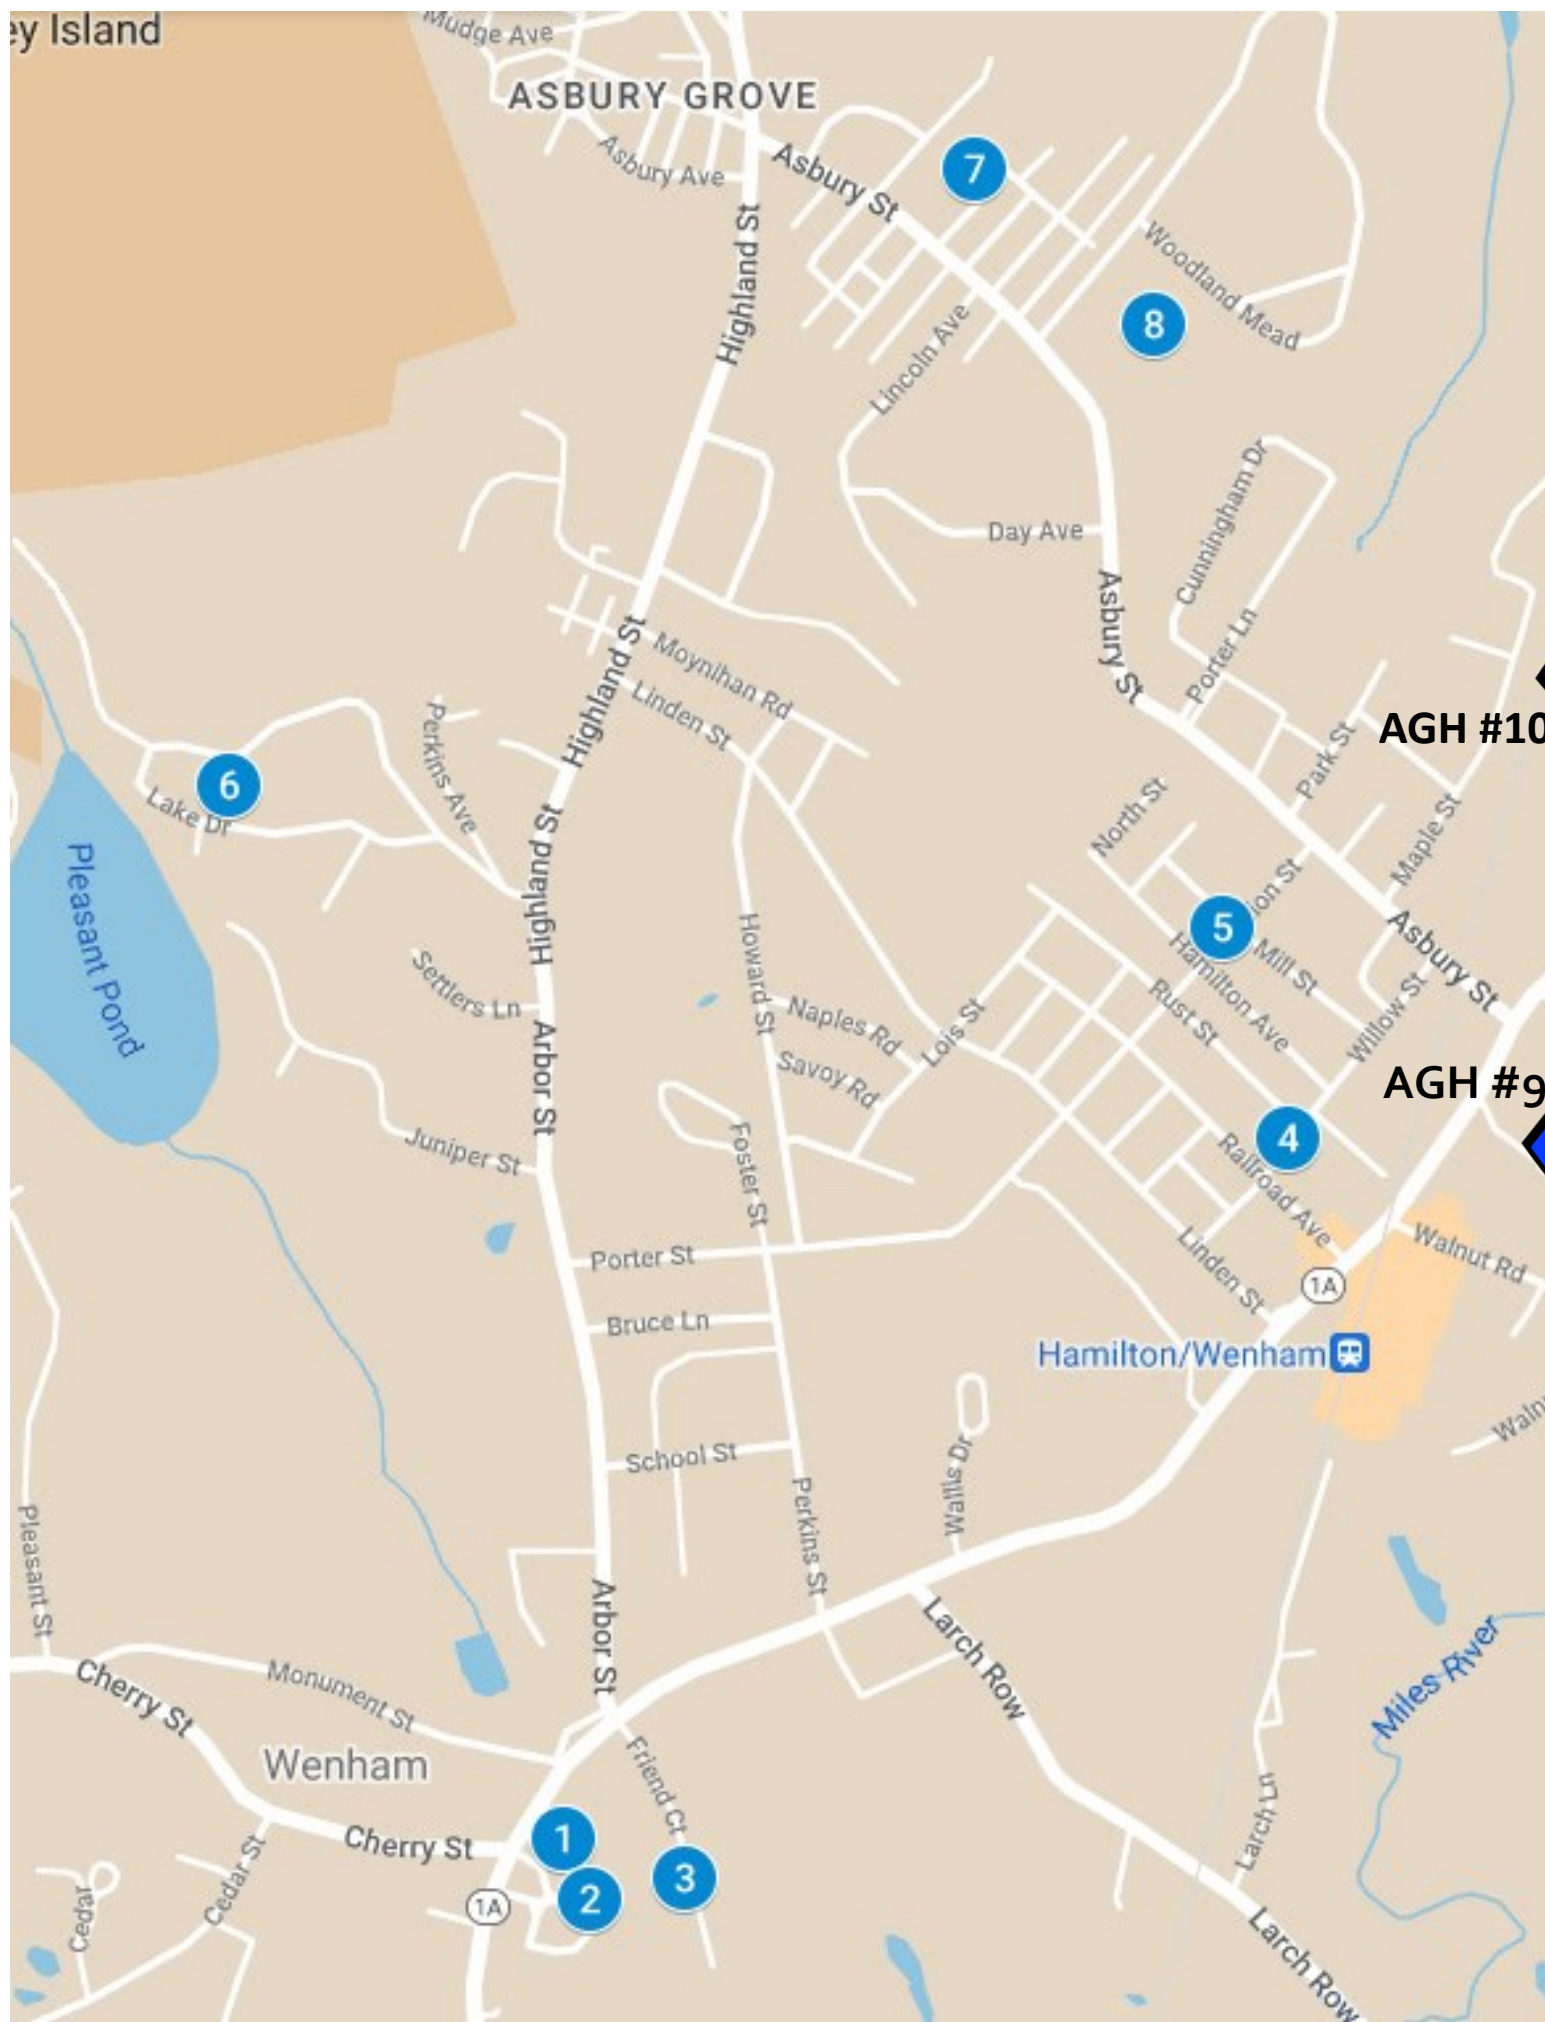 ey Island
Mudge Ave
ASBURY GROVE
Asbury Ave
Asbury St
7
Highland St
Woodland Mead
8
Lincoln Ave
Cunningham Dr
Day Ave
Asbury St
Porter Ln
Highland St
Moynihan Rd
Linden St
Perkins Ave
AGH #10
Park St
6
Lake Dr
North St
Maple St
Highland St
Pleasant Pond
ion St
5
Mill St
Asbury St
Hamilton Ave
Howard St
Settlers Ln
Rust St
Naples Rd
Lois St
Willow St
Arbor St
Savoy Rd
AGH #9
Juniper St
Foster St
4
Railroad Ave
Porter St
Linden St
Walnut Rd
1A
Bruce Ln
Hamilton/Wenham
School St
Wallis Dr
Waln
Pleasant St
Perkins St
Arbor St
Larch Row
Miles River
Cherry St
Monument St
Wenham
Friend Ct
Larch Ln
1
Cherry St
Cedar St
3
2
1A
Cedar
Larch Row